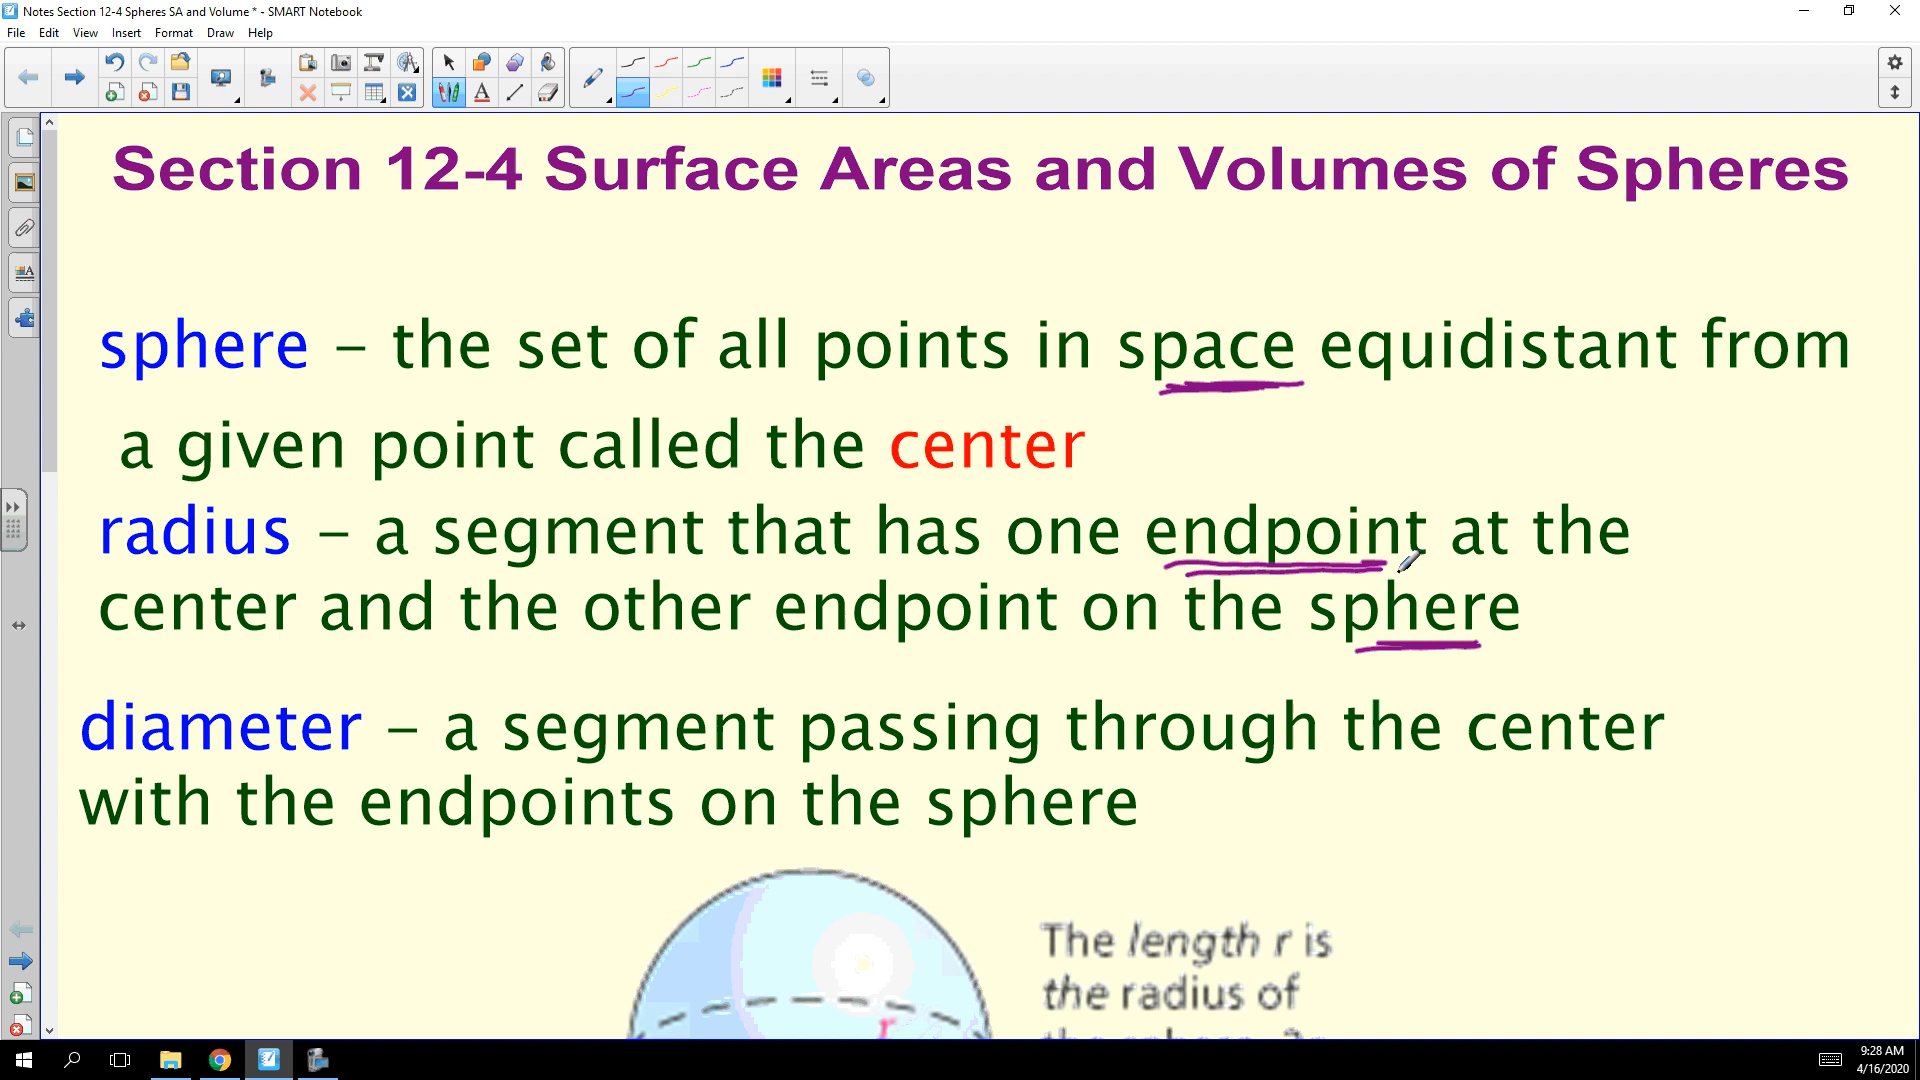 Notes Section 12-4 Spheres SA and Volume * - SMART Notebook
File Edit View Insert Format Draw Help
Section 12-4 Surface Areas and Volumes of Spheres
sphere – the set of all points in space equidistant from
a given point called the center
radius – a segment that has one endpoint at the
center and the other endpoint on the sphere
diameter – a segment passing through the center
with the endpoints on the sphere
r
The length r is
the radius of
9:28 AM
4/16/2020